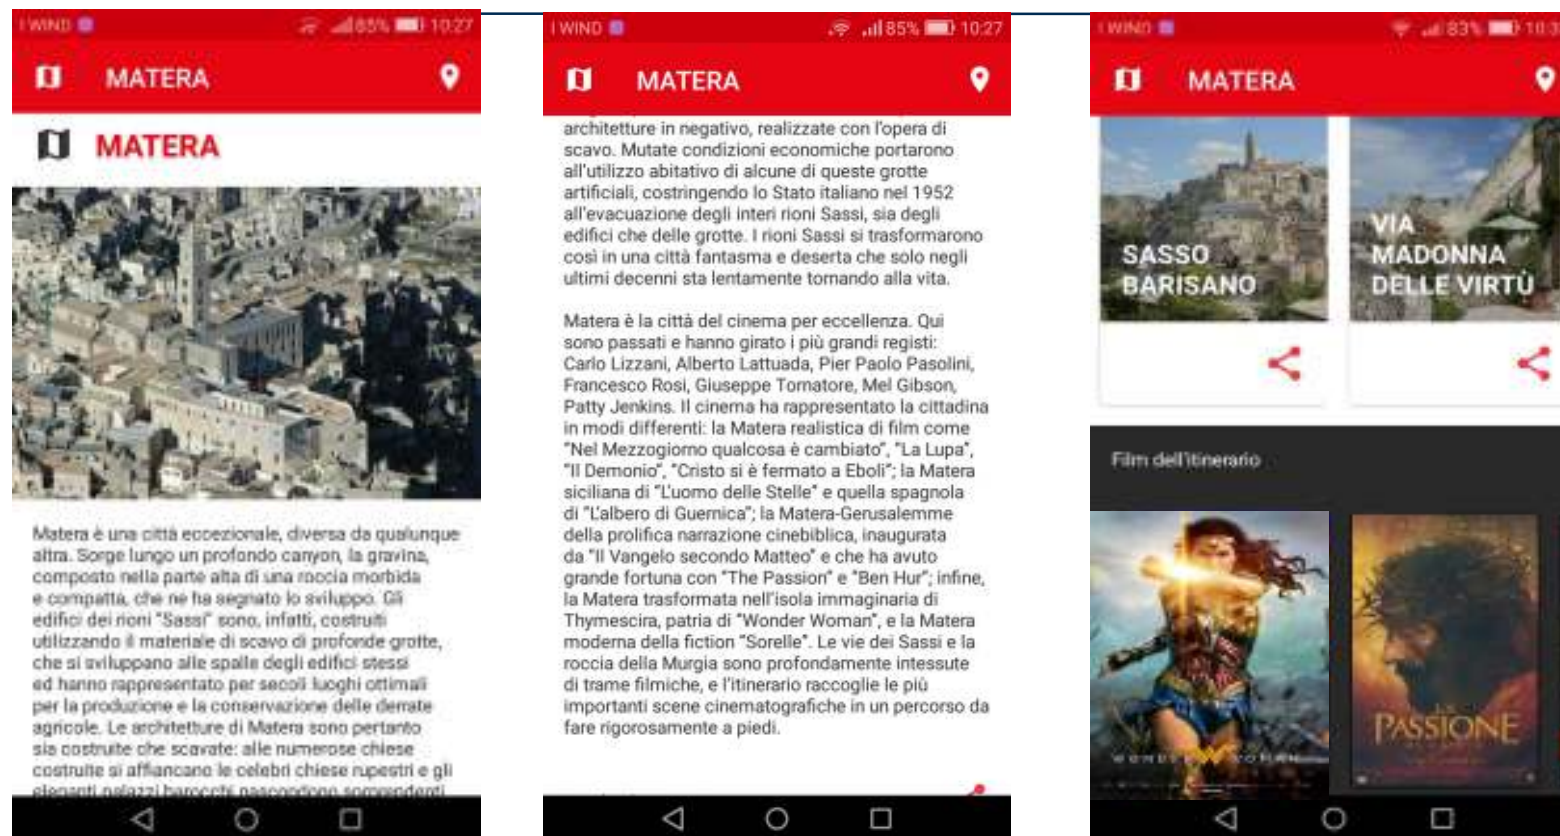 I WIND
85% 10:27
MATERA
MATERA
Matera è una città eccezionale, diversa da qualunque
altra. Sorge lungo un profondo canyon, la gravina,
composto nella parte alta di una roccia morbida
e compatta, che ne ha segnato lo sviluppo. Gli
edifici dei rioni "Sassi" sono, infatti, costruiti
utilizzando il materiale di scavo di profonde grotte,
che si sviluppano alle spalle degli edifici stessi
ed hanno rappresentato per secoli luoghi ottimali
per la produzione e la conservazione delle derrate
agricole. Le architetture di Matera sono pertanto
sia costruite che scavate: alle numerose chiese
costruite si affiancano le celebri chiese rupestri e gli
eleganti palazzi barocchi nascondono sorprendenti
I WIND
85% 10:27
MATERA
architetture in negativo, realizzate con l'opera di
scavo. Mutate condizioni economiche portarono
all'utilizzo abitativo di alcune di queste grotte
artificiali, costringendo lo Stato italiano nel 1952
all'evacuazione degli interi rioni Sassi, sia degli
edifici che delle grotte. I rioni Sassi si trasformarono
così in una città fantasma e deserta che solo negli
ultimi decenni sta lentamente tornando alla vita.
Matera è la città del cinema per eccellenza. Qui
sono passati e hanno girato i più grandi registi:
Carlo Lizzani, Alberto Lattuada, Pier Paolo Pasolini,
Francesco Rosi, Giuseppe Tornatore, Mel Gibson,
Patty Jenkins. Il cinema ha rappresentato la cittadina
in modi differenti: la Matera realistica di film come
"Nel Mezzogiorno qualcosa è cambiato", "La Lupa",
"Il Demonio", "Cristo si è fermato a Eboli"; la Matera
siciliana di "L'uomo delle Stelle" e quella spagnola
di "L'albero di Guernica"; la Matera-Gerusalemme
della prolifica narrazione cinebiblica, inaugurata
da "Il Vangelo secondo Matteo" e che ha avuto
grande fortuna con "The Passion" e "Ben Hur"; infine,
la Matera trasformata nell'isola immaginaria di
Thymescira, patria di "Wonder Woman", e la Matera
moderna della fiction "Sorelle". Le vie dei Sassi e la
roccia della Murgia sono profondamente intessute
di trame filmiche, e l'itinerario raccoglie le più
importanti scene cinematografiche in un percorso da
fare rigorosamente a piedi.
I WIND
83%
MATERA
SASSO
BARISANO
VIA
MADONNA
DELLE VIRTÙ
Film dell'itinerario
WONDER WOMAN
LA
PASSIONE